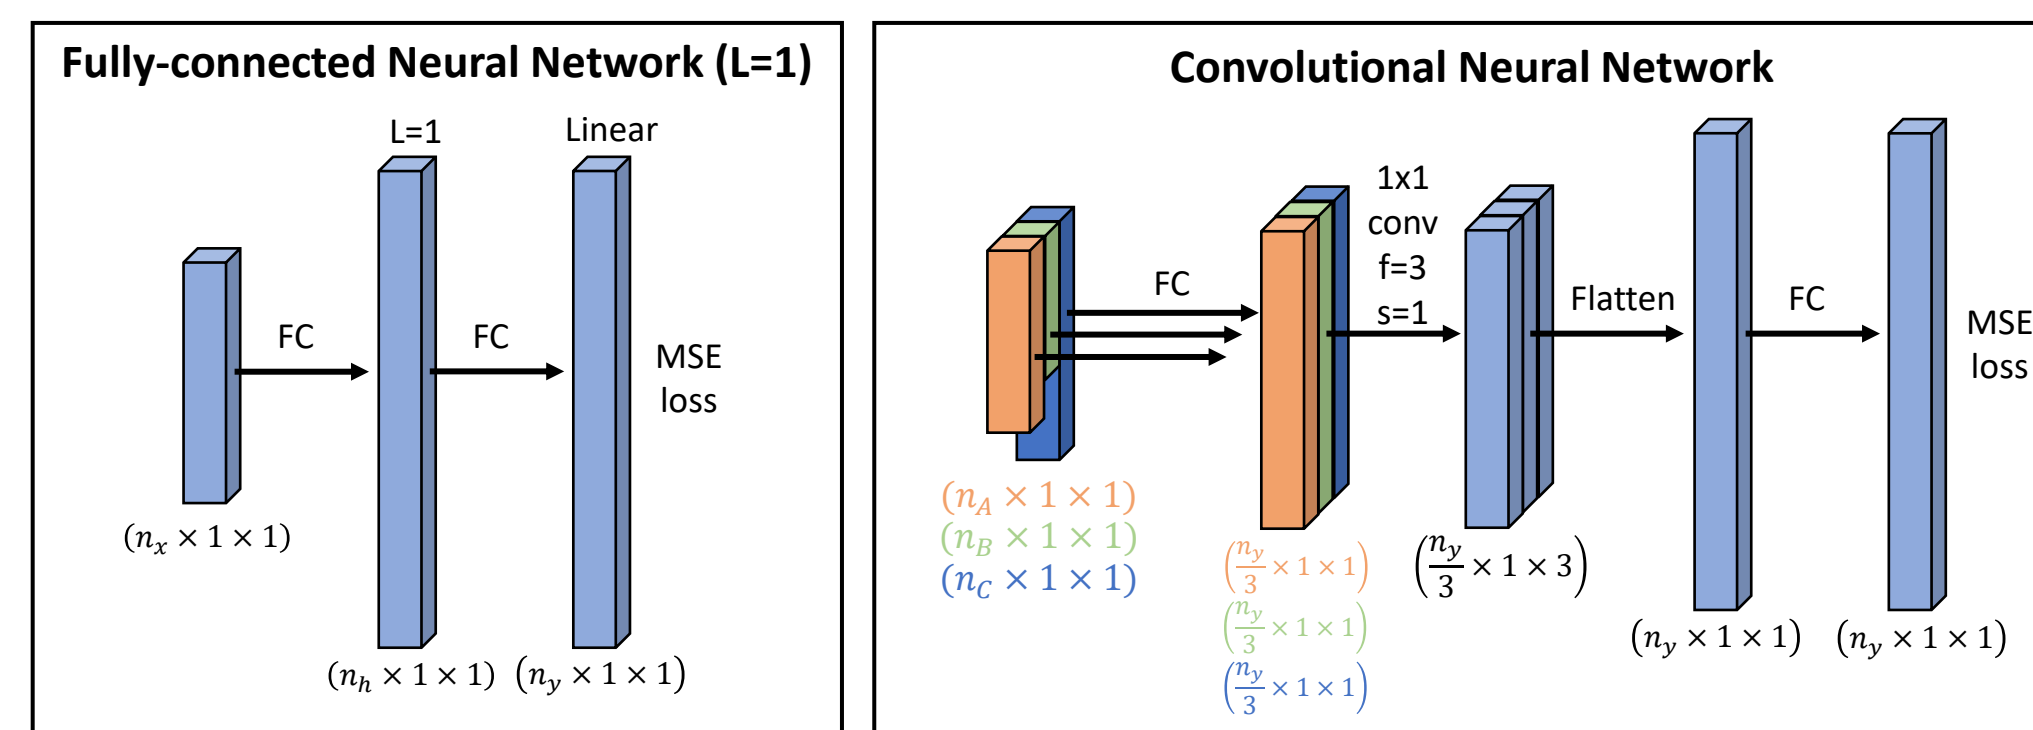 Fully-connected Neural Network (L=1)
L=1
Linear
FC
FC
MSE
loss
(n_x × 1 × 1)
(n_h × 1 × 1)
(n_y × 1 × 1)
Convolutional Neural Network
FC
1x1
conv
f=3
s=1
Flatten
FC
MSE
loss
(n_A × 1 × 1)
(n_B × 1 × 1)
(n_C × 1 × 1)
(n_y/3 × 1 × 1)
(n_y/3 × 1 × 1)
(n_y/3 × 1 × 1)
(n_y/3 × 1 × 3)
(n_y × 1 × 1)
(n_y × 1 × 1)